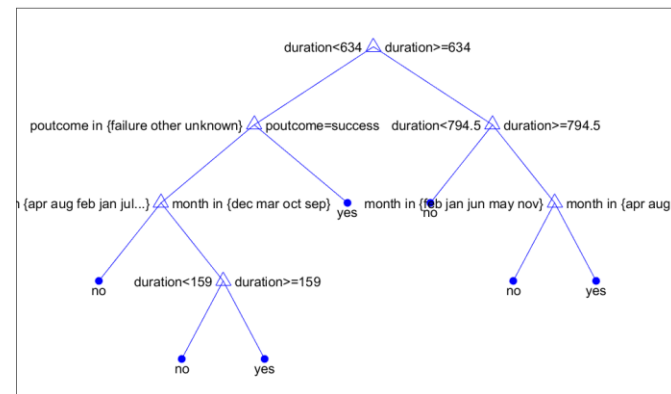 duration<634 duration>=634
poutcome in {failure other unknown} poutcome=success duration<794.5 duration>=794.5
{apr aug feb jan jul...} month in {dec mar oct sep} yes month in {feb jan jun may nov} no month in {apr aug
no duration<159 duration>=159 no yes
no yes